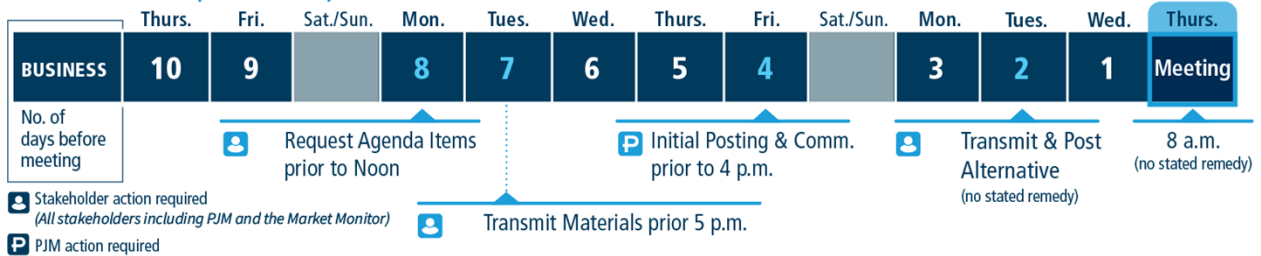 Thurs. Fri. Sat./Sun. Mon. Tues. Wed. Thurs. Fri. Sat./Sun. Mon. Tues. Wed. Thurs.
BUSINESS 10 9 8 7 6 5 4 3 2 1 Meeting
No. of
days before
meeting
Request Agenda Items
prior to Noon
P Initial Posting & Comm.
prior to 4 p.m.
Transmit & Post
Alternative
(no stated remedy)
8 a.m.
(no stated remedy)
Transmit Materials prior 5 p.m.
Stakeholder action required
(All stakeholders including PJM and the Market Monitor)
P PJM action required